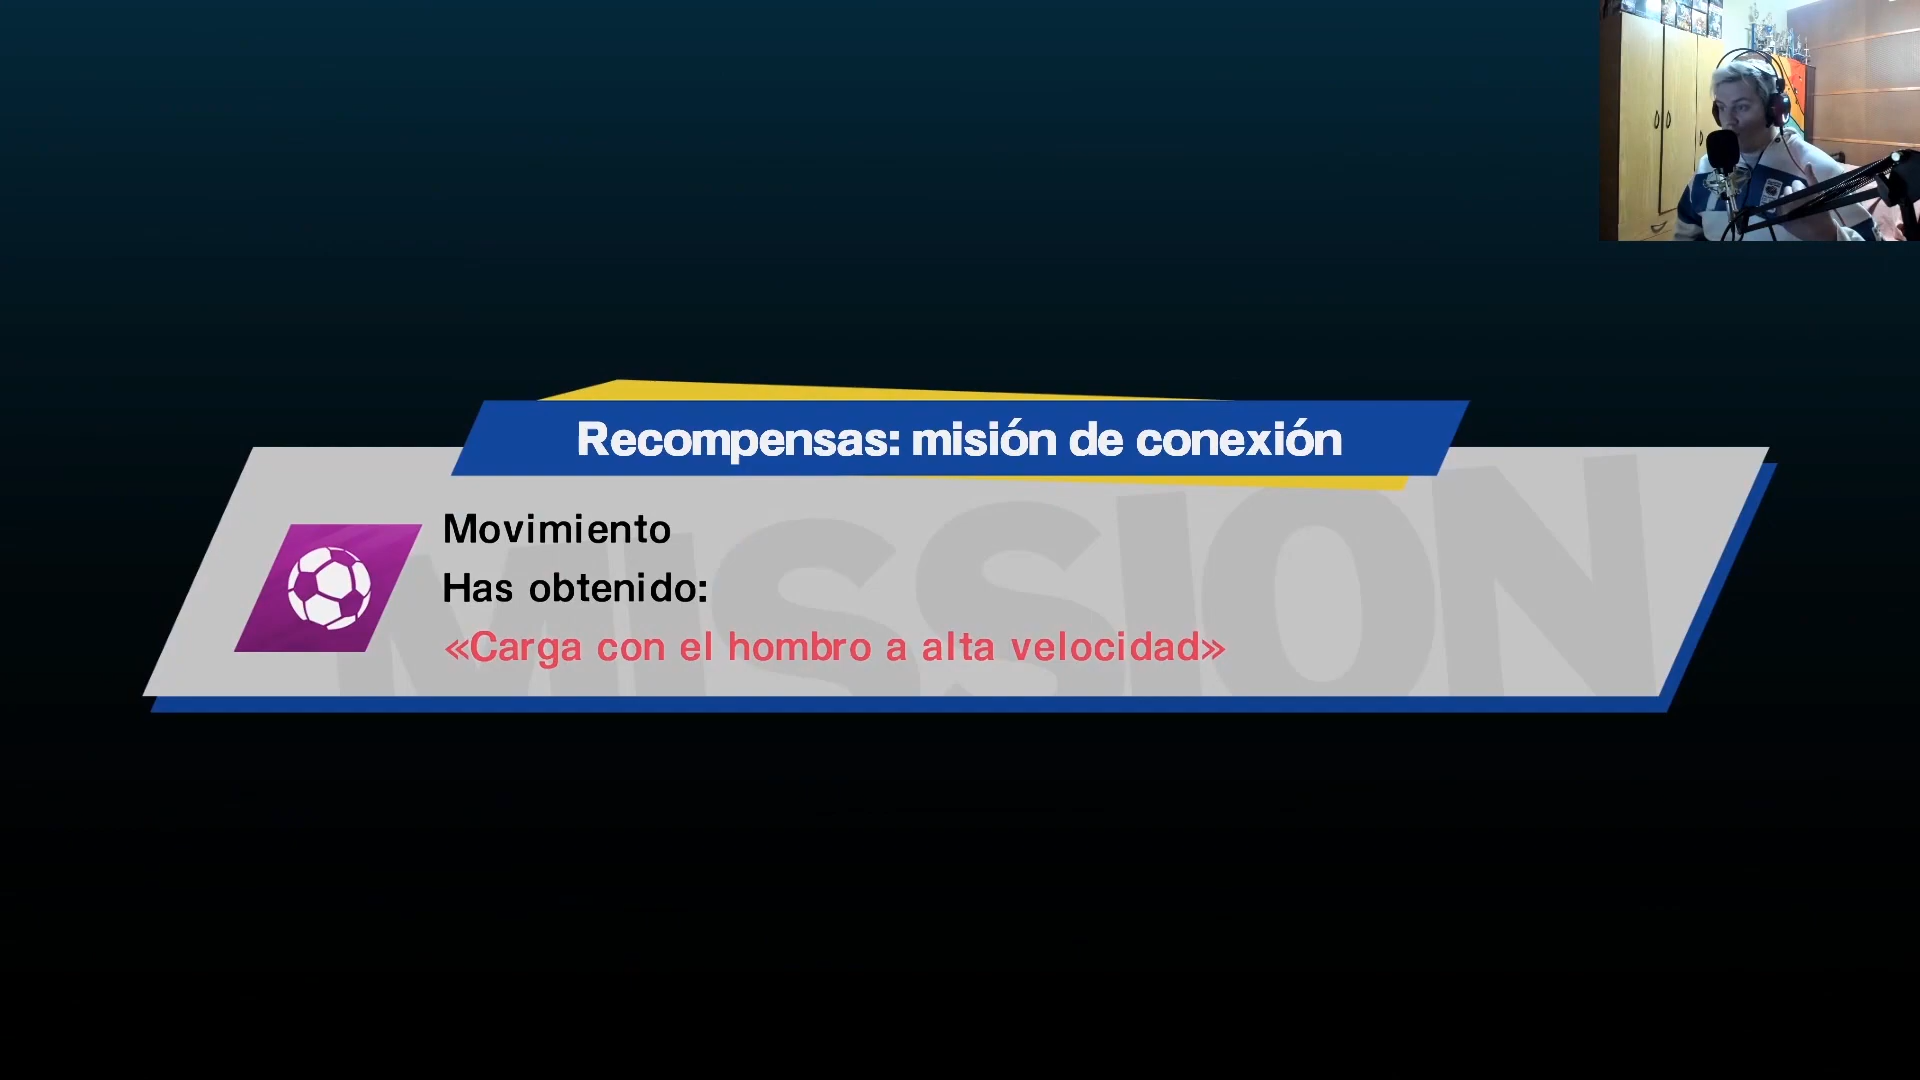 Recompensas: misión de conexión
MISSION
Movimiento
Has obtenido:
«Carga con el hombro a alta velocidad»